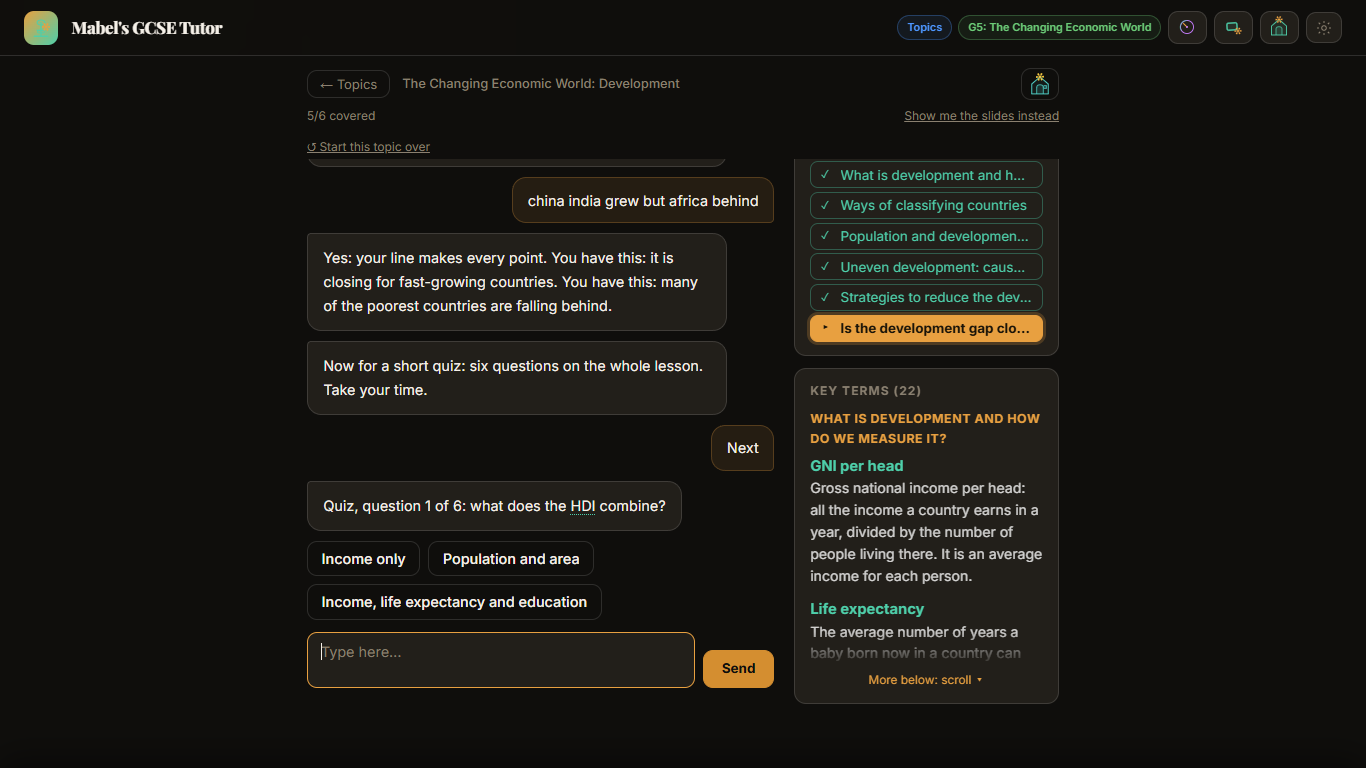 Mabel's GCSE Tutor
Topics
G5: The Changing Economic World
← Topics
The Changing Economic World: Development
5/6 covered
Show me the slides instead
↺ Start this topic over
china india grew but africa behind
Yes: your line makes every point. You have this: it is
closing for fast-growing countries. You have this: many
of the poorest countries are falling behind.
Now for a short quiz: six questions on the whole lesson.
Take your time.
Next
Quiz, question 1 of 6: what does the HDI combine?
Income only
Population and area
Income, life expectancy and education
Type here...
Send
✓ What is development and h...
✓ Ways of classifying countries
✓ Population and developmen...
✓ Uneven development: caus...
✓ Strategies to reduce the dev...
‣ Is the development gap clo...
KEY TERMS (22)
WHAT IS DEVELOPMENT AND HOW
DO WE MEASURE IT?
GNI per head
Gross national income per head:
all the income a country earns in a
year, divided by the number of
people living there. It is an average
income for each person.
Life expectancy
The average number of years a
baby born now in a country can
More below: scroll ▾